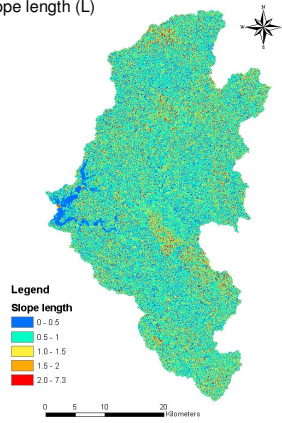 ope length (L)
N
W E
S
Legend
Slope length
0 - 0.5
0.5 - 1
1.0 - 1.5
1.5 - 2
2.0 - 7.3
0 5 10 20
Kilometers